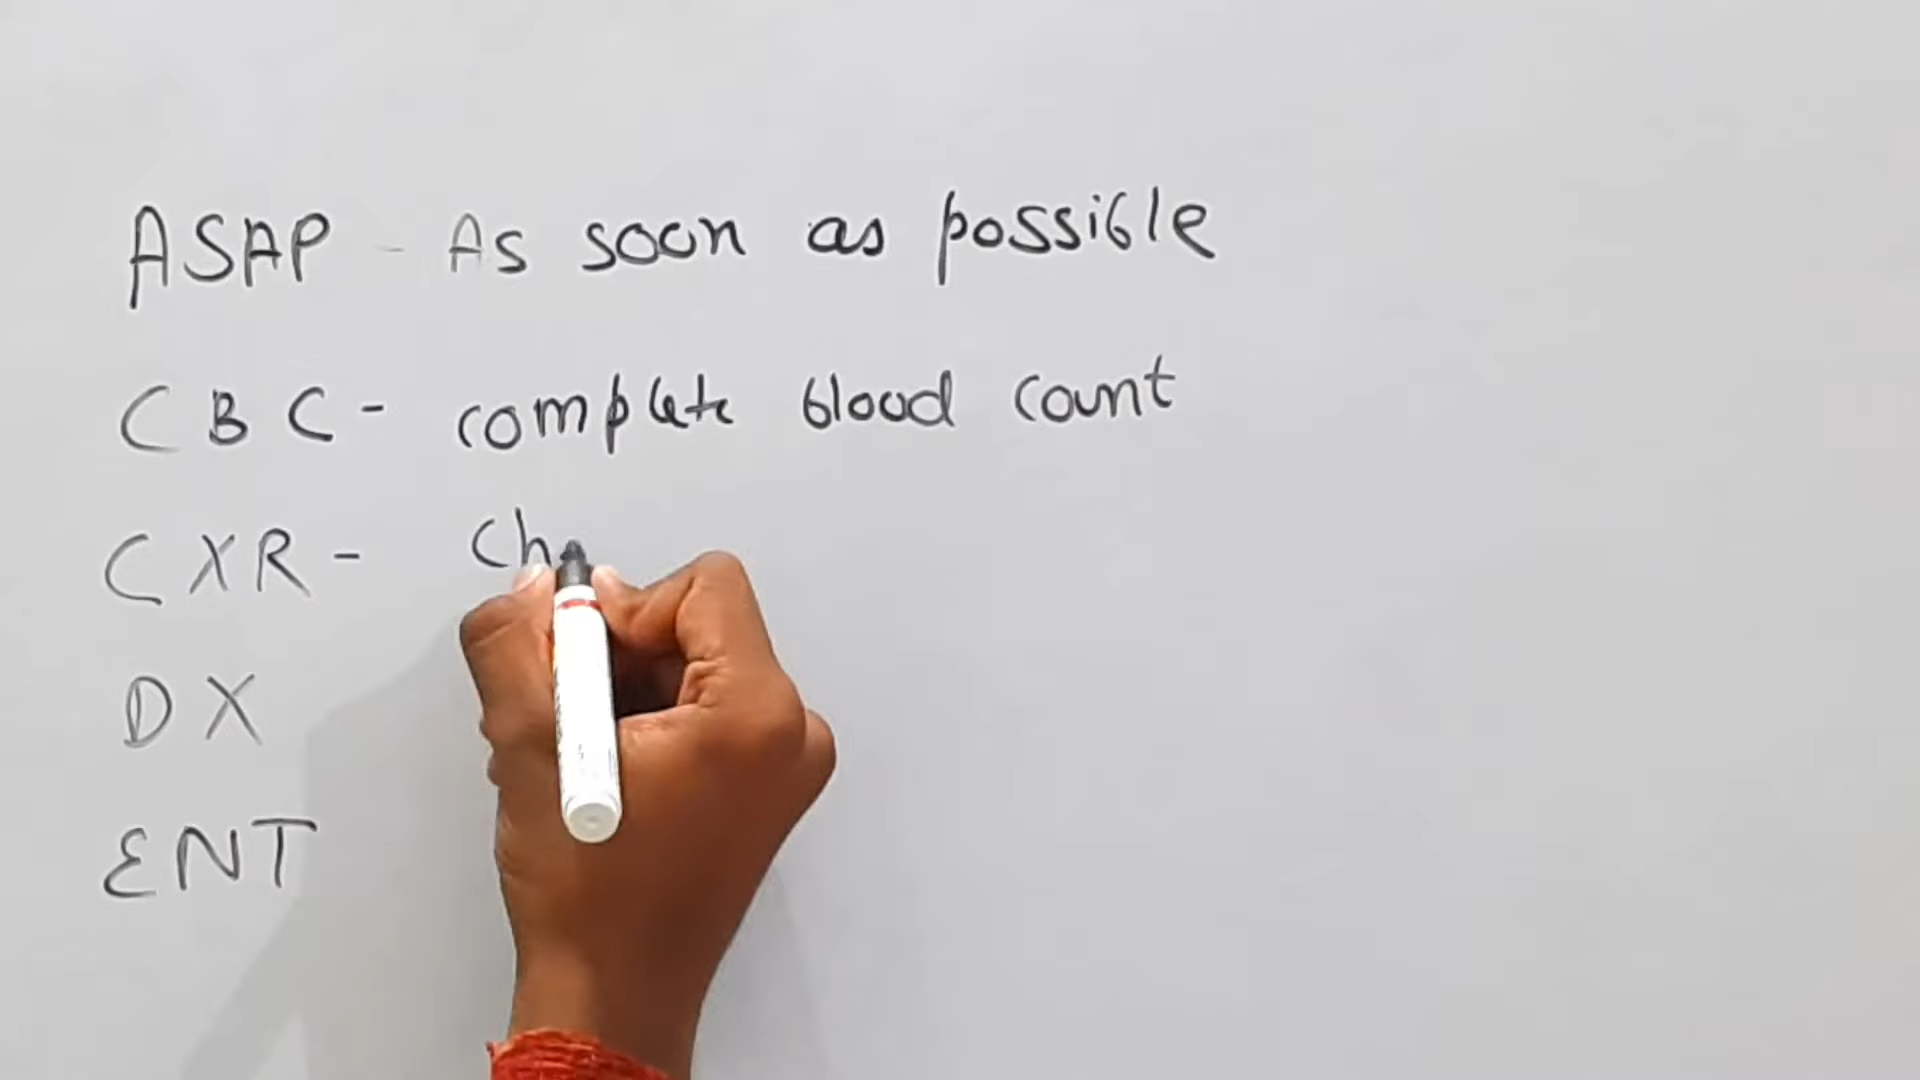 ASAP - As soon as possible
CBC - complete blood count
CXR - Ch
DX
ENT